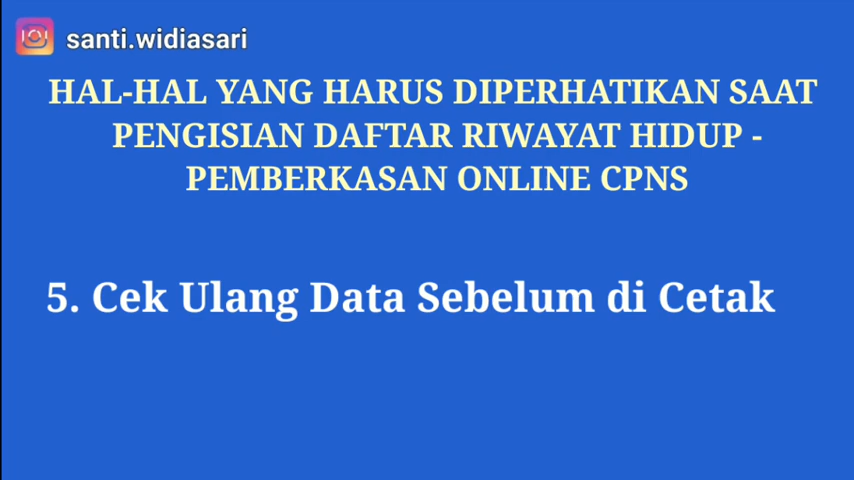 santi.widiasari
HAL-HAL YANG HARUS DIPERHATIKAN SAAT
PENGISIAN DAFTAR RIWAYAT HIDUP -
PEMBERKASAN ONLINE CPNS
5. Cek Ulang Data Sebelum di Cetak